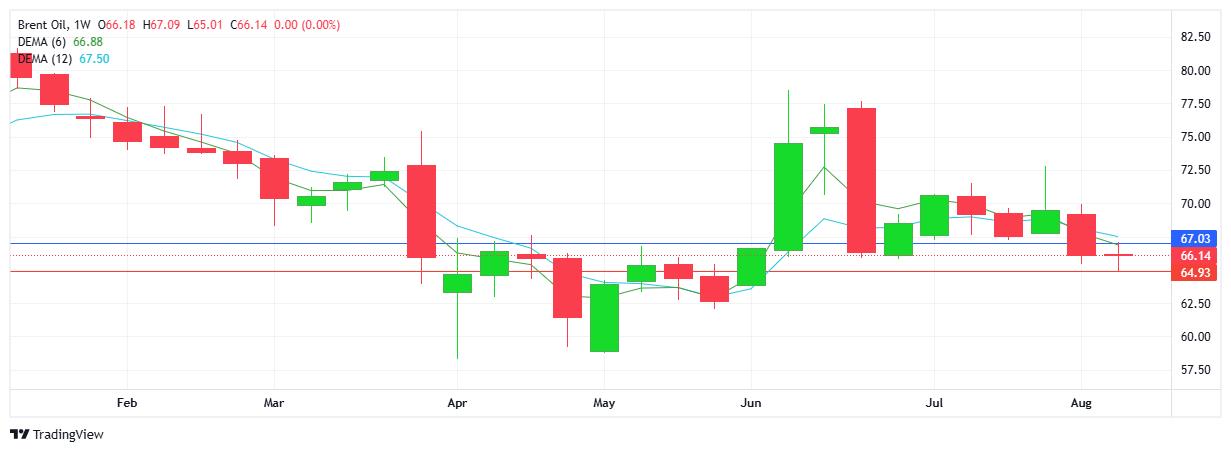 Brent Oil, 1W O66.18 H67.09 L65.01 C66.14 0.00 (0.00%)
DEMA (6) 66.88
DEMA (12) 67.50
82.50
80.00
77.50
75.00
72.50
70.00
67.03
66.14
64.93
62.50
60.00
57.50
Feb Mar Apr May Jun Jul Aug
TradingView